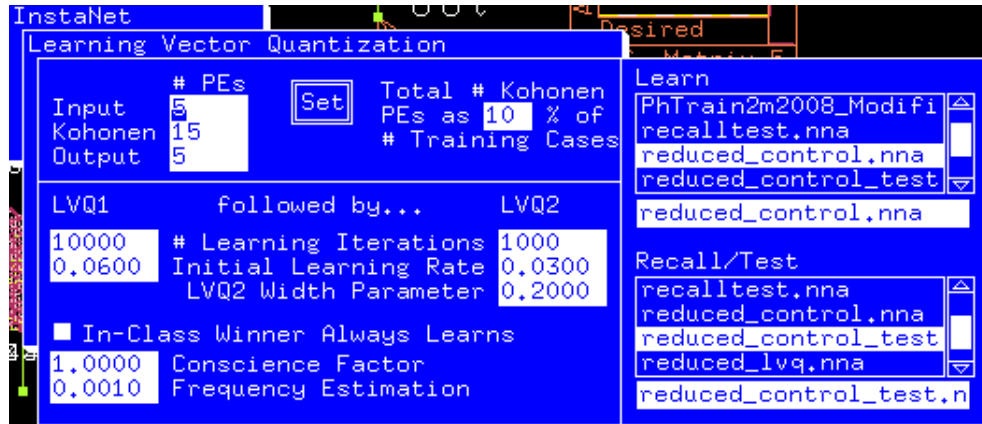 InstaNet
Desired
Learning Vector Quantization
# PEs
Input 5
Kohonen 15
Output 5
Set
Total # Kohonen
PEs as 10 % of
# Training Cases
LVQ1 followed by... LVQ2
10000 # Learning Iterations 1000
0.0600 Initial Learning Rate 0.0300
LVQ2 Width Parameter 0.2000
In-Class Winner Always Learns
1.0000 Conscience Factor
0.0010 Frequency Estimation
Learn
PhTrain2m2008_Modifi
recalltest.nna
reduced_control.nna
reduced_control_test
reduced_control.nna
Recall/Test
recalltest.nna
reduced_control.nna
reduced_control_test
reduced_lvq.nna
reduced_control_test.n